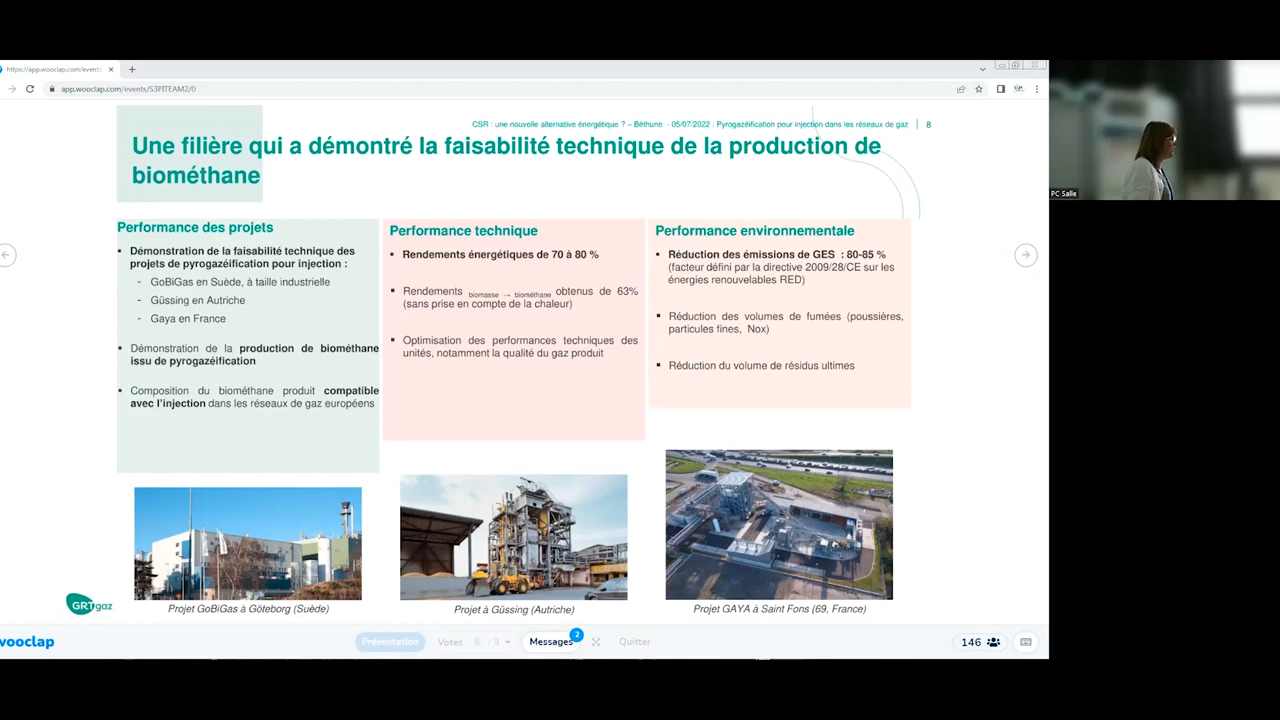 https://app.wooclap.com/events
app.wooclap.com/events/S3PITEAM2/0
CSR : une nouvelle alternative énergétique ? – Béthune - 05/07/2022 : Pyrogazéification pour injection dans les réseaux de gaz | 8
Une filière qui a démontré la faisabilité technique de la production de
biométhane
Performance des projets
▪ Démonstration de la faisabilité technique des
projets de pyrogazéification pour injection :
- GoBiGas en Suède, à taille industrielle
- Güssing en Autriche
- Gaya en France
▪ Démonstration de la production de biométhane
issu de pyrogazéification
▪ Composition du biométhane produit compatible
avec l'injection dans les réseaux de gaz européens
Performance technique
▪ Rendements énergétiques de 70 à 80 %
▪ Rendements biomasse → biométhane obtenus de 63%
(sans prise en compte de la chaleur)
▪ Optimisation des performances techniques des
unités, notamment la qualité du gaz produit
Performance environnementale
▪ Réduction des émissions de GES : 80-85 %
(facteur défini par la directive 2009/28/CE sur les
énergies renouvelables RED)
▪ Réduction des volumes de fumées (poussières,
particules fines, Nox)
▪ Réduction du volume de résidus ultimes
Projet GoBiGas à Göteborg (Suède)
Projet à Güssing (Autriche)
Projet GAYA à Saint Fons (69, France)
GRTgaz
wooclap
Présentation
Votes 6 / 9
Messages 2
Quitter
146
PC Salle